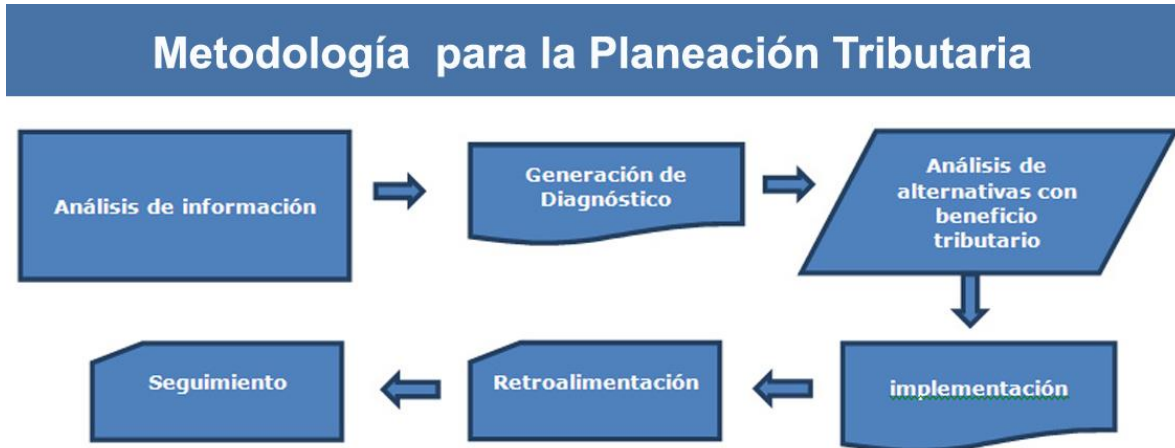 Metodología para la Planeación Tributaria
Análisis de información
Generación de
Diagnóstico
Análisis de
alternativas con
beneficio
tributario
implementación
Retroalimentación
Seguimiento